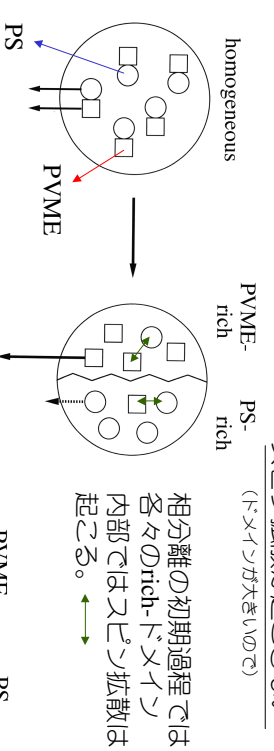 homogeneous
PS
PVME
PVME-
rich
PS-
rich
(ドメインが大きいので)
相分離の初期過程では
各々のrich-ドメイン
内部ではスピン拡散は
起こる。
PVME
PS